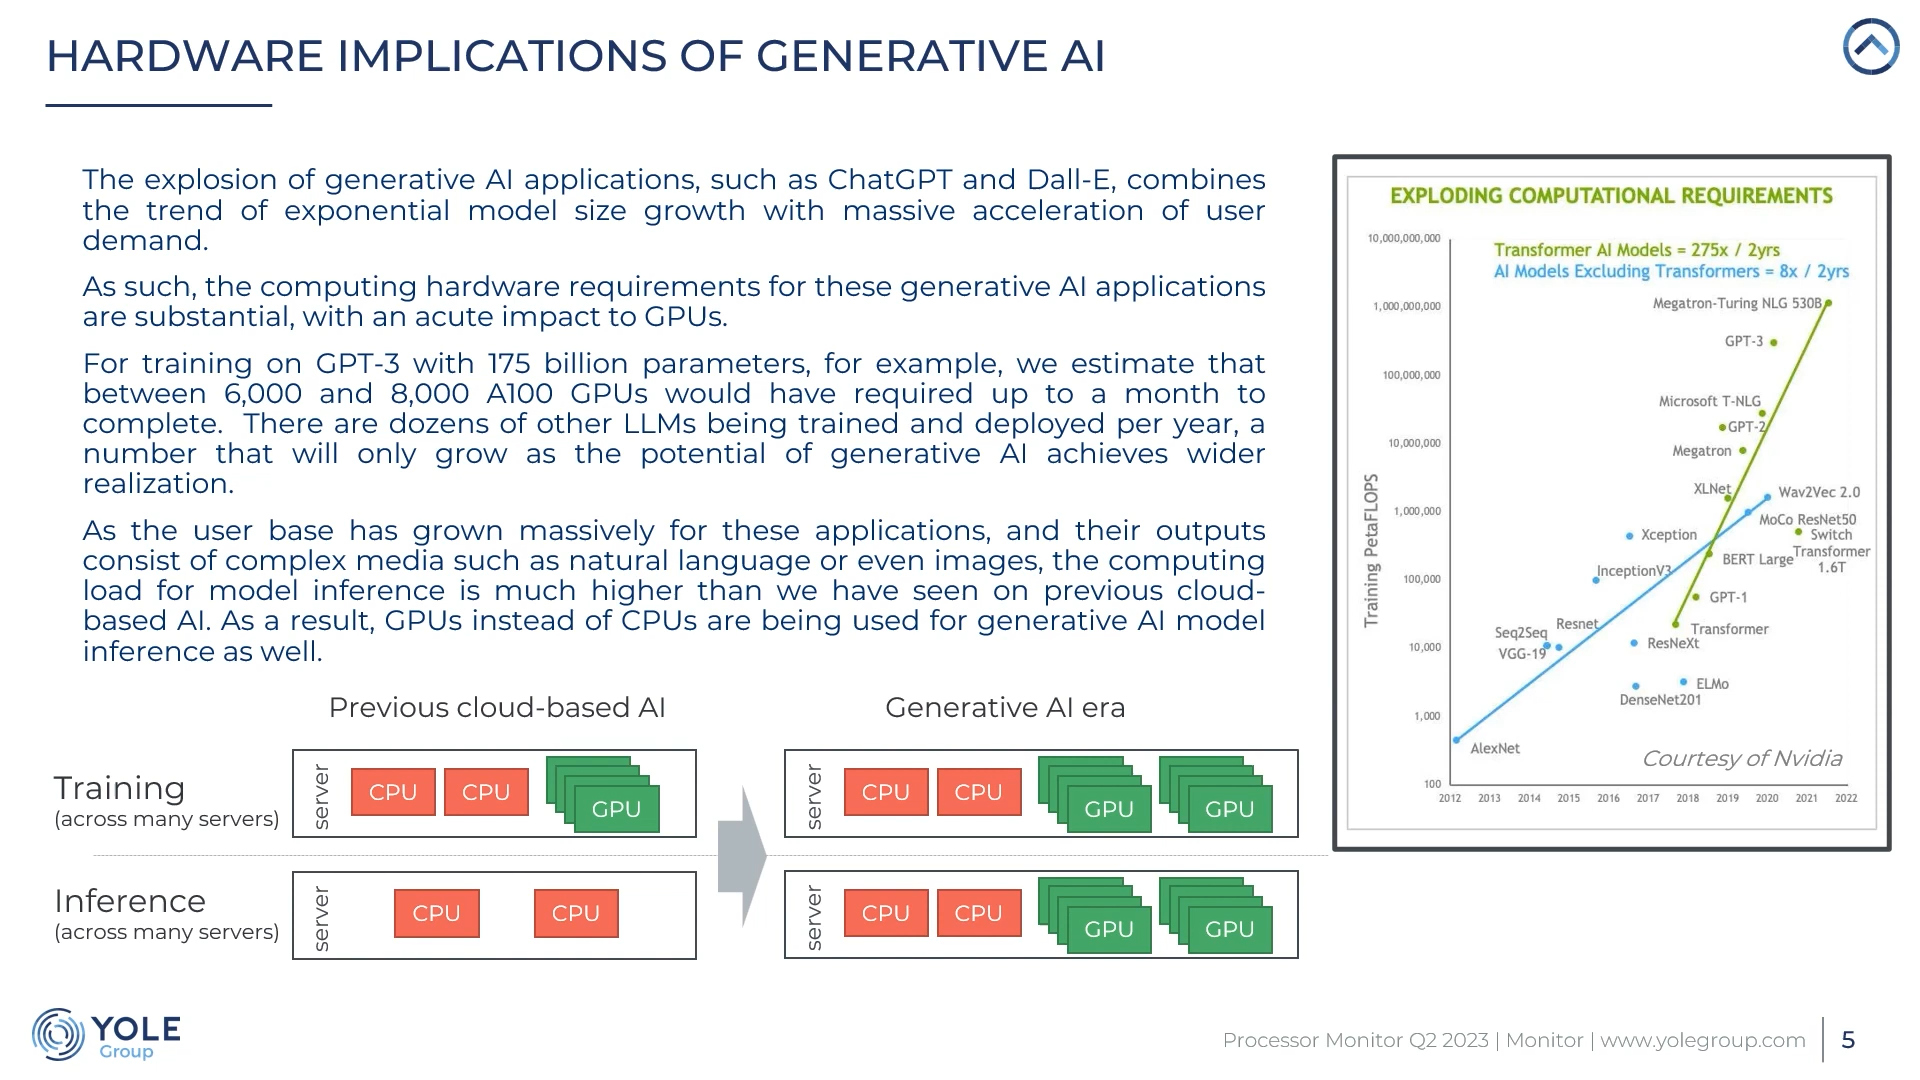 HARDWARE IMPLICATIONS OF GENERATIVE AI
The explosion of generative AI applications, such as ChatGPT and Dall-E, combines
the trend of exponential model size growth with massive acceleration of user
demand.
As such, the computing hardware requirements for these generative AI applications
are substantial, with an acute impact to GPUs.
For training on GPT-3 with 175 billion parameters, for example, we estimate that
between 6,000 and 8,000 A100 GPUs would have required up to a month to
complete. There are dozens of other LLMs being trained and deployed per year, a
number that will only grow as the potential of generative AI achieves wider
realization.
As the user base has grown massively for these applications, and their outputs
consist of complex media such as natural language or even images, the computing
load for model inference is much higher than we have seen on previous cloud-
based AI. As a result, GPUs instead of CPUs are being used for generative AI model
inference as well.
Previous cloud-based AI
Generative AI era
Training
(across many servers)
server
CPU
CPU
GPU
server
CPU
CPU
GPU
GPU
Inference
(across many servers)
server
CPU
CPU
server
CPU
CPU
GPU
GPU
EXPLODING COMPUTATIONAL REQUIREMENTS
Transformer AI Models = 275x / 2yrs
AI Models Excluding Transformers = 8x / 2yrs
Training PetaFLOPS
10,000,000,000
1,000,000,000
100,000,000
10,000,000
1,000,000
100,000
10,000
1,000
100
Megatron-Turing NLG 530B
GPT-3
Microsoft T-NLG
GPT-2
Megatron
XLNet
Wav2Vec 2.0
MoCo ResNet50
Xception
Switch
Transformer
1.6T
BERT Large
InceptionV3
GPT-1
Resnet
Transformer
Seq2Seq
ResNeXt
VGG-19
ELMo
DenseNet201
AlexNet
Courtesy of Nvidia
2012 2013 2014 2015 2016 2017 2018 2019 2020 2021 2022
YOLE
Group
Processor Monitor Q2 2023 | Monitor | www.yolegroup.com
5